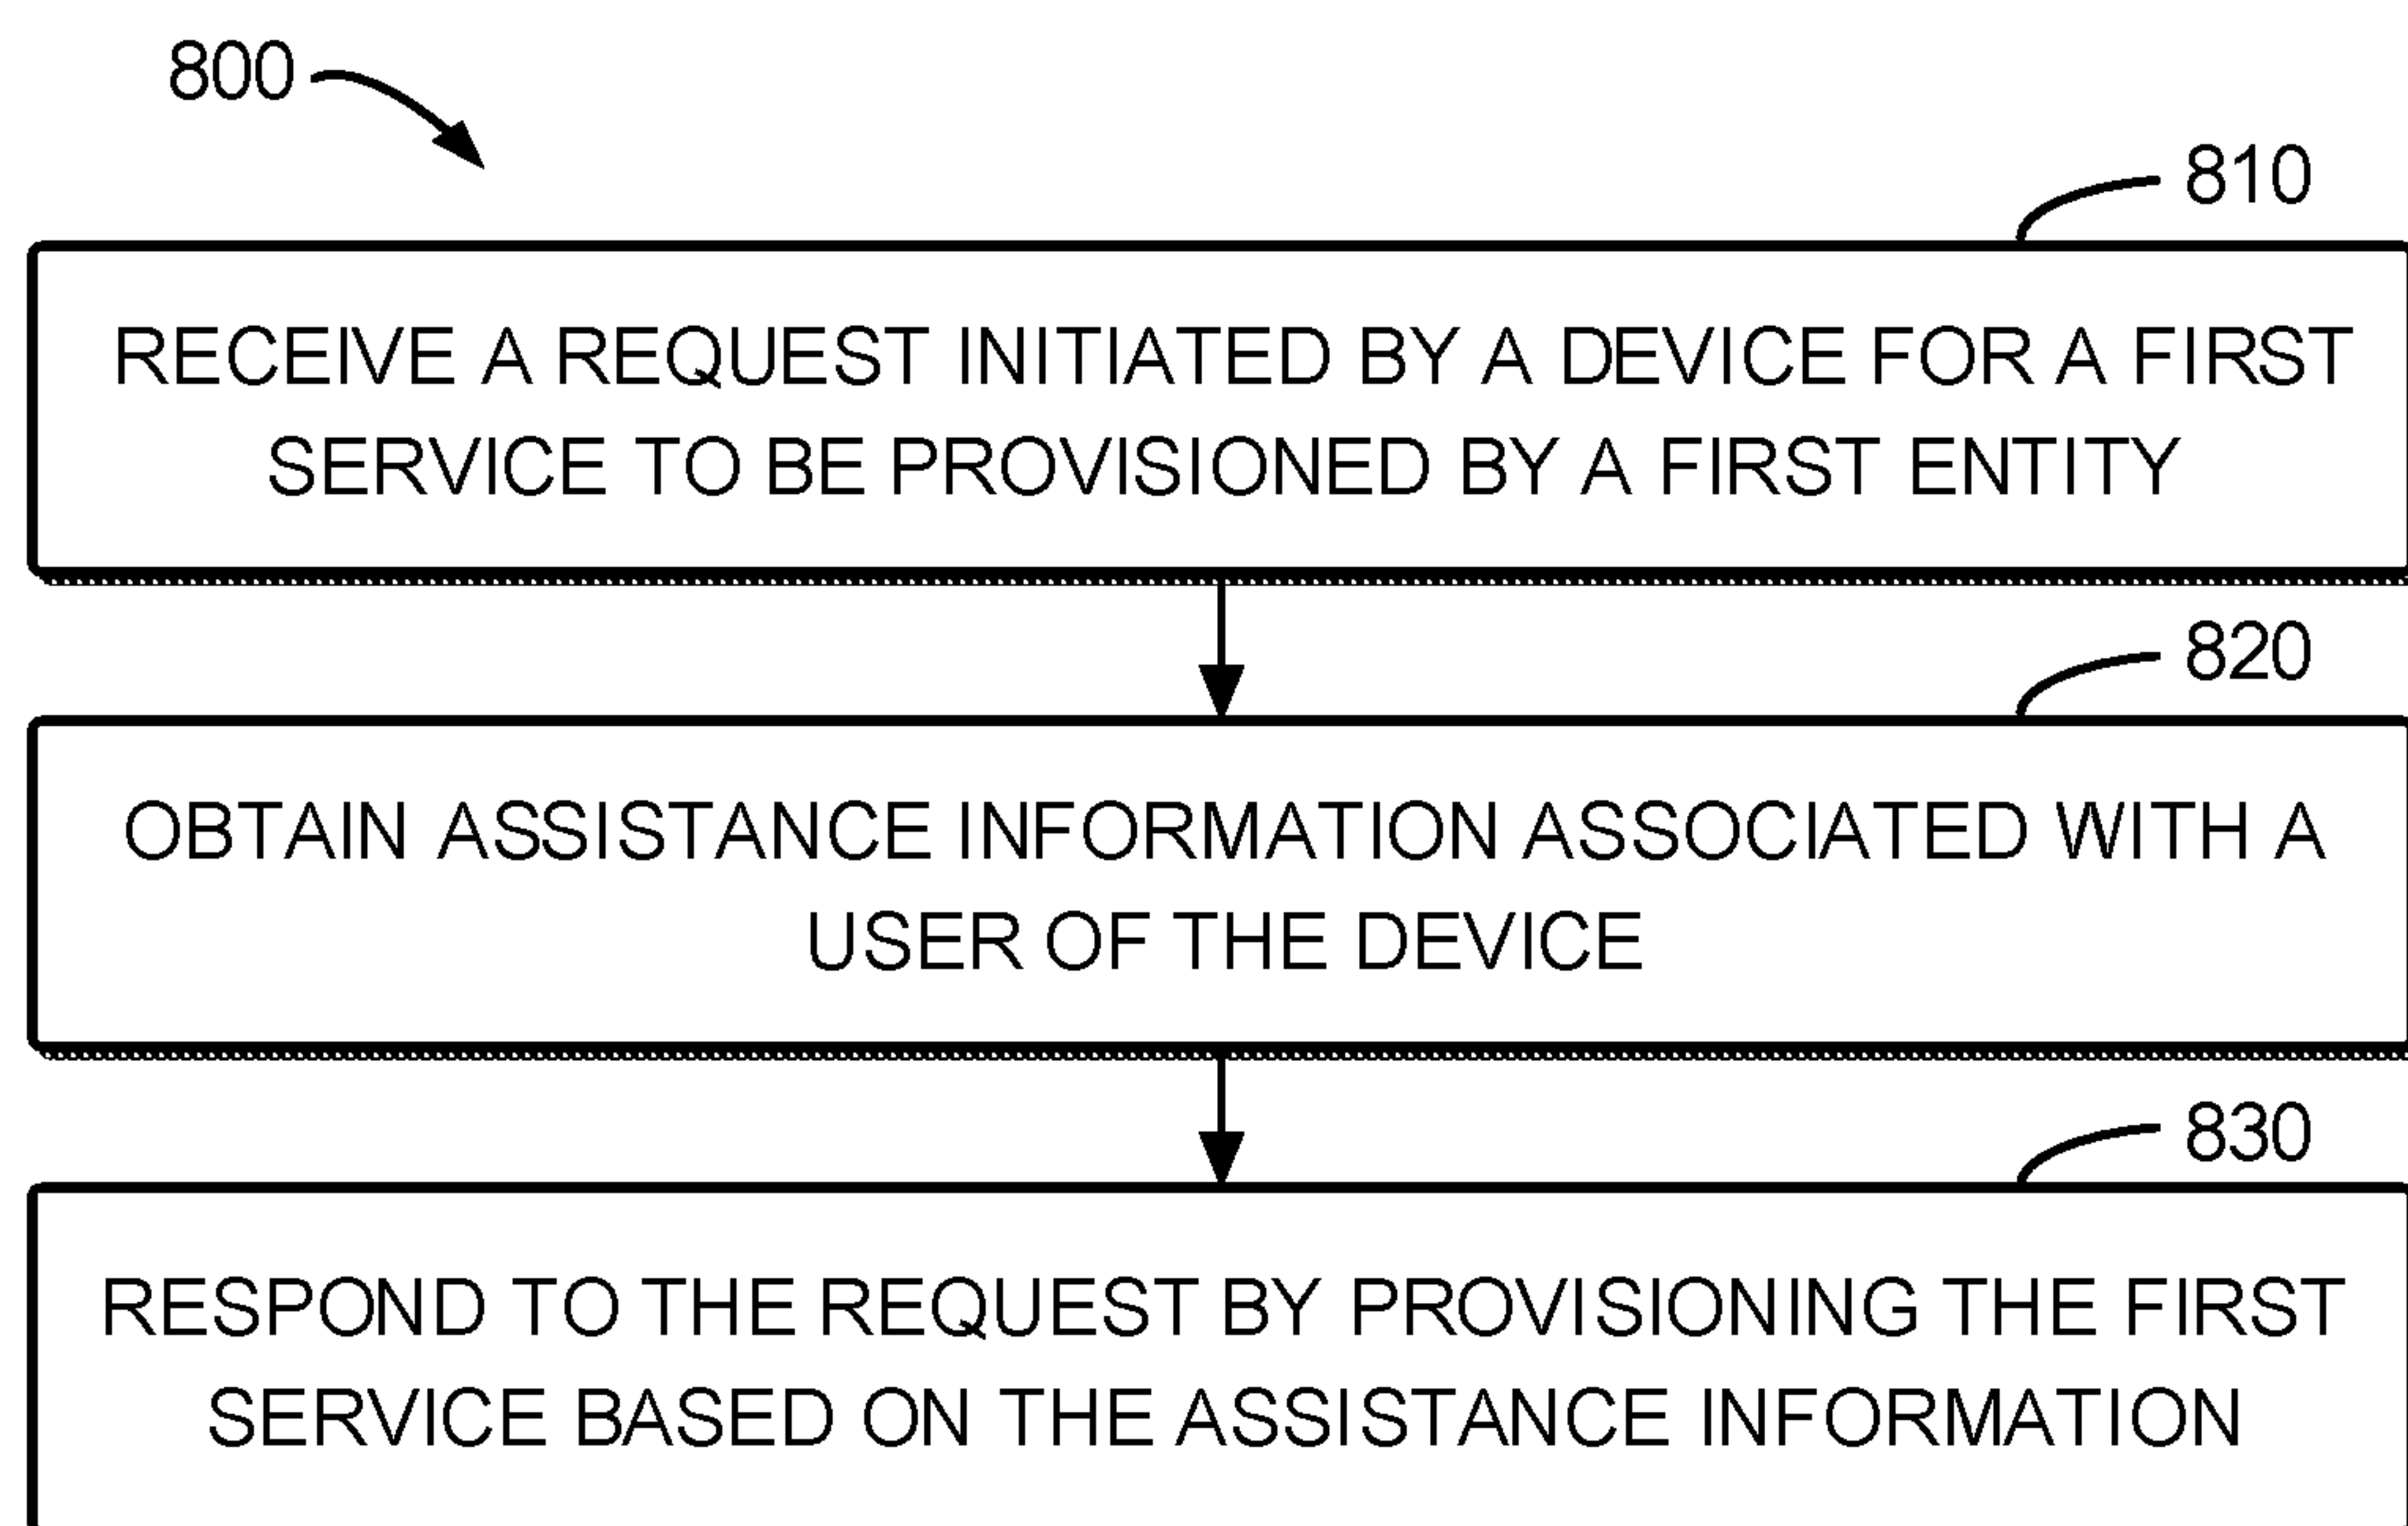 800
810
RECEIVE A REQUEST INITIATED BY A DEVICE FOR A FIRST
SERVICE TO BE PROVISIONED BY A FIRST ENTITY
820
OBTAIN ASSISTANCE INFORMATION ASSOCIATED WITH A
USER OF THE DEVICE
830
RESPOND TO THE REQUEST BY PROVISIONING THE FIRST
SERVICE BASED ON THE ASSISTANCE INFORMATION